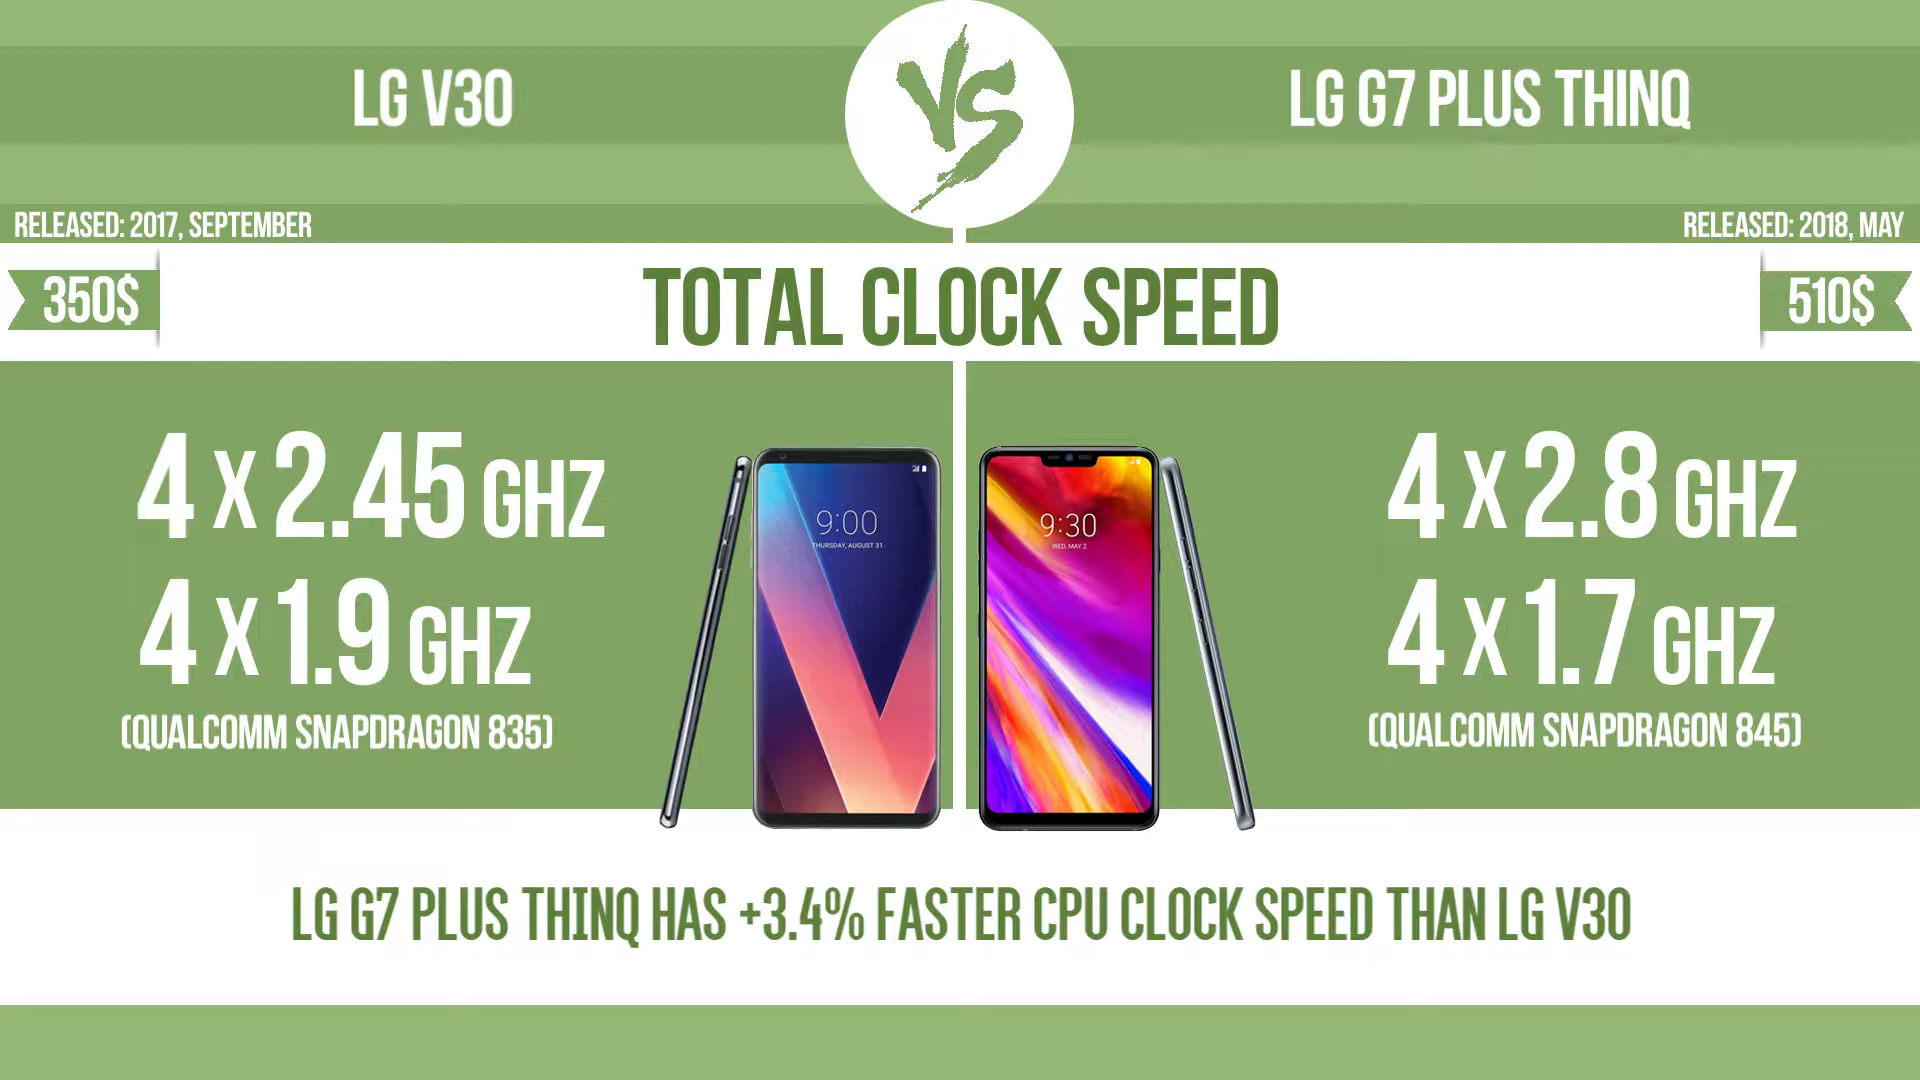 LG V30
VS
LG G7 PLUS THINQ
RELEASED: 2017, SEPTEMBER
RELEASED: 2018, MAY
350$
TOTAL CLOCK SPEED
510$
4 X 2.45 GHZ
4 X 1.9 GHZ
(QUALCOMM SNAPDRAGON 835)
9:00
THURSDAY, AUGUST 31
9:30
WED, MAY 2
4 X 2.8 GHZ
4 X 1.7 GHZ
(QUALCOMM SNAPDRAGON 845)
LG G7 PLUS THINQ HAS +3.4% FASTER CPU CLOCK SPEED THAN LG V30